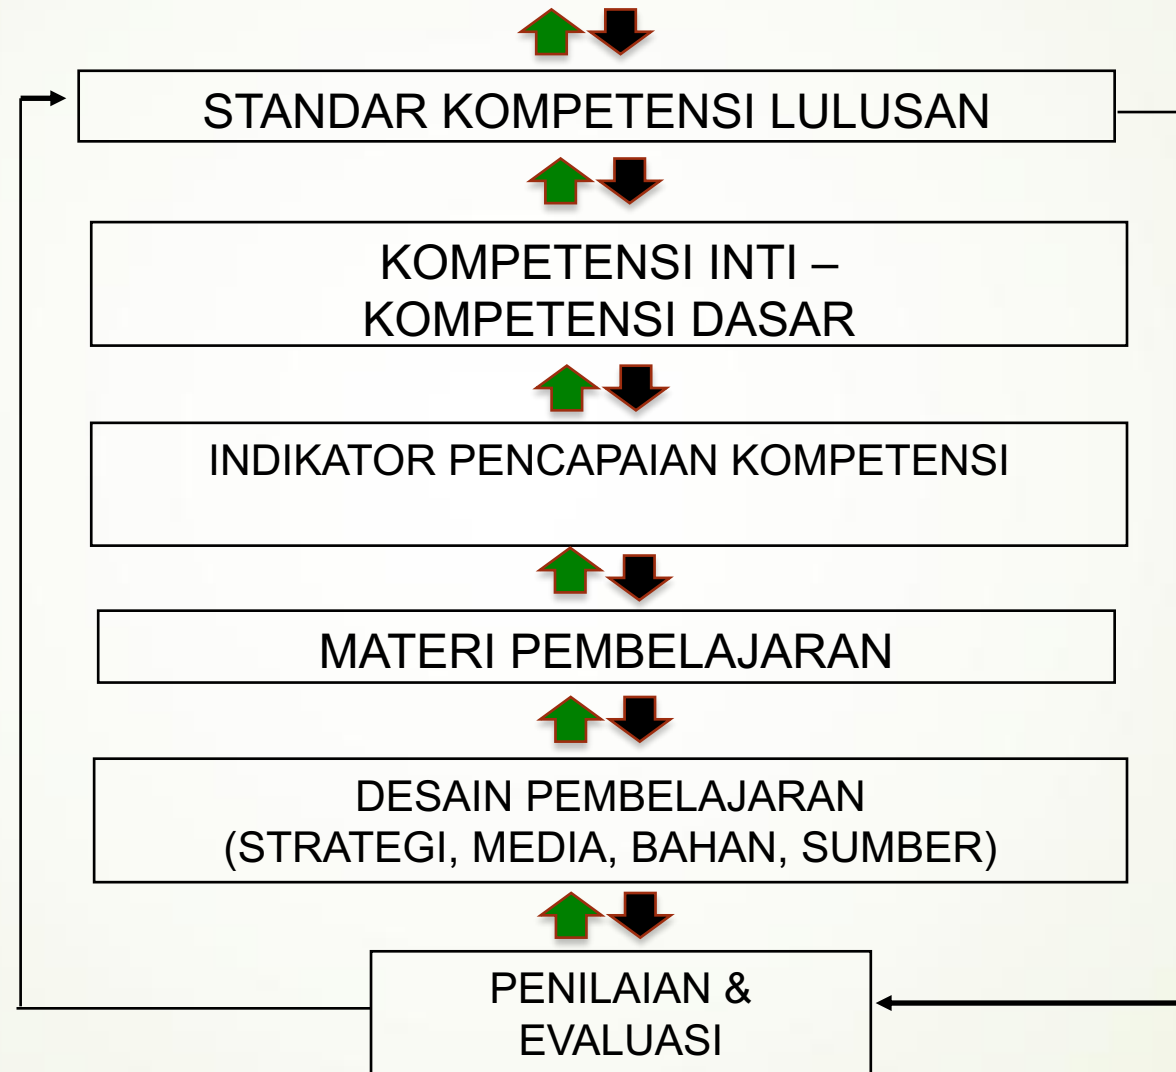 STANDAR KOMPETENSI LULUSAN
KOMPETENSI INTI –
KOMPETENSI DASAR
INDIKATOR PENCAPAIAN KOMPETENSI
MATERI PEMBELAJARAN
DESAIN PEMBELAJARAN
(STRATEGI, MEDIA, BAHAN, SUMBER)
PENILAIAN &
EVALUASI